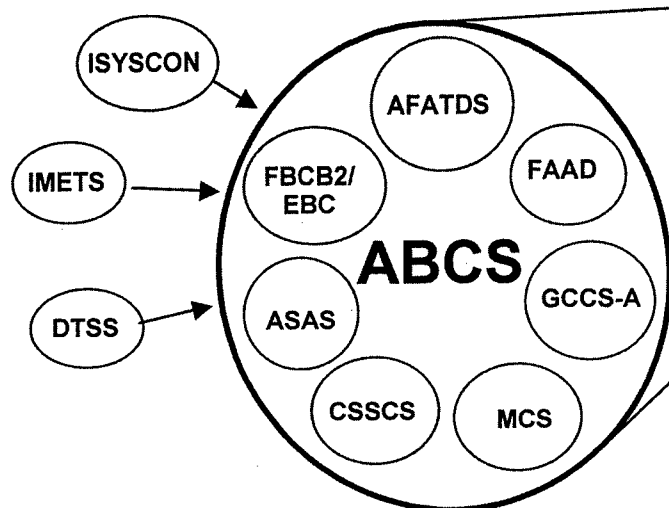 ISYSCON
AFATDS
IMETS
FBCB2/
EBC
FAAD
ABCS
DTSS
ASAS
GCCS-A
CSSCS
MCS